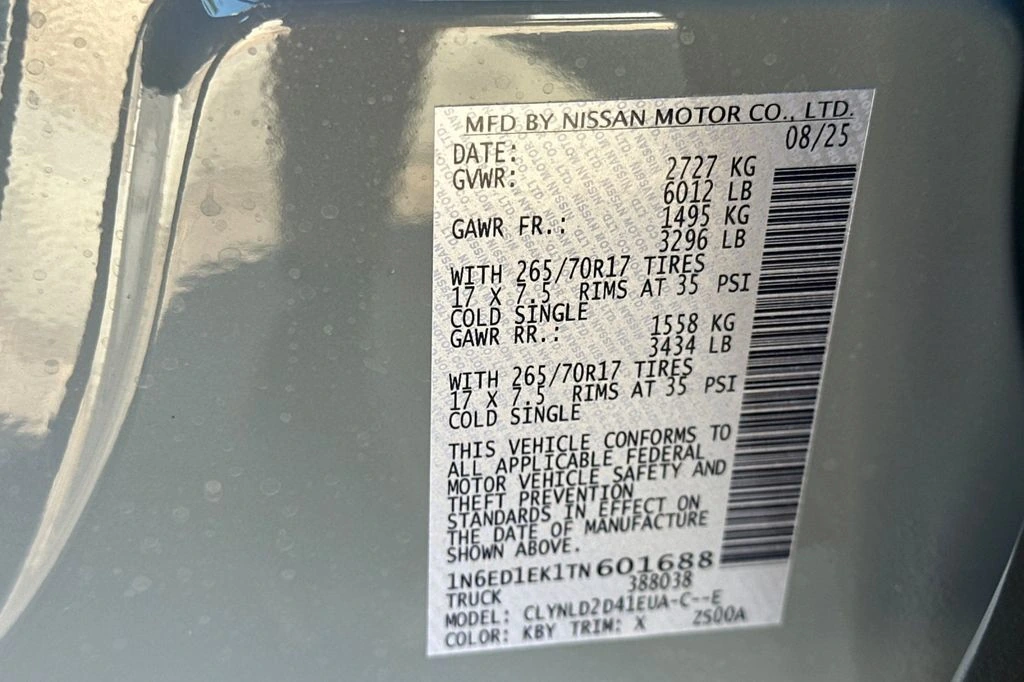 MFD BY NISSAN MOTOR CO., LTD.
DATE: 08/25
GVWR: 2727 KG
6012 LB
GAWR FR.: 1495 KG
3296 LB
WITH 265/70R17 TIRES
17 X 7.5 RIMS AT 35 PSI
COLD SINGLE
GAWR RR.: 1558 KG
3434 LB
WITH 265/70R17 TIRES
17 X 7.5 RIMS AT 35 PSI
COLD SINGLE
THIS VEHICLE CONFORMS TO
ALL APPLICABLE FEDERAL
MOTOR VEHICLE SAFETY AND
THEFT PREVENTION
STANDARDS IN EFFECT ON
THE DATE OF MANUFACTURE
SHOWN ABOVE.
1N6ED1EK1TN601688
TRUCK 388038
MODEL: CLYNLD2D41EUA-C--E
COLOR: KBY TRIM: X ZS00A